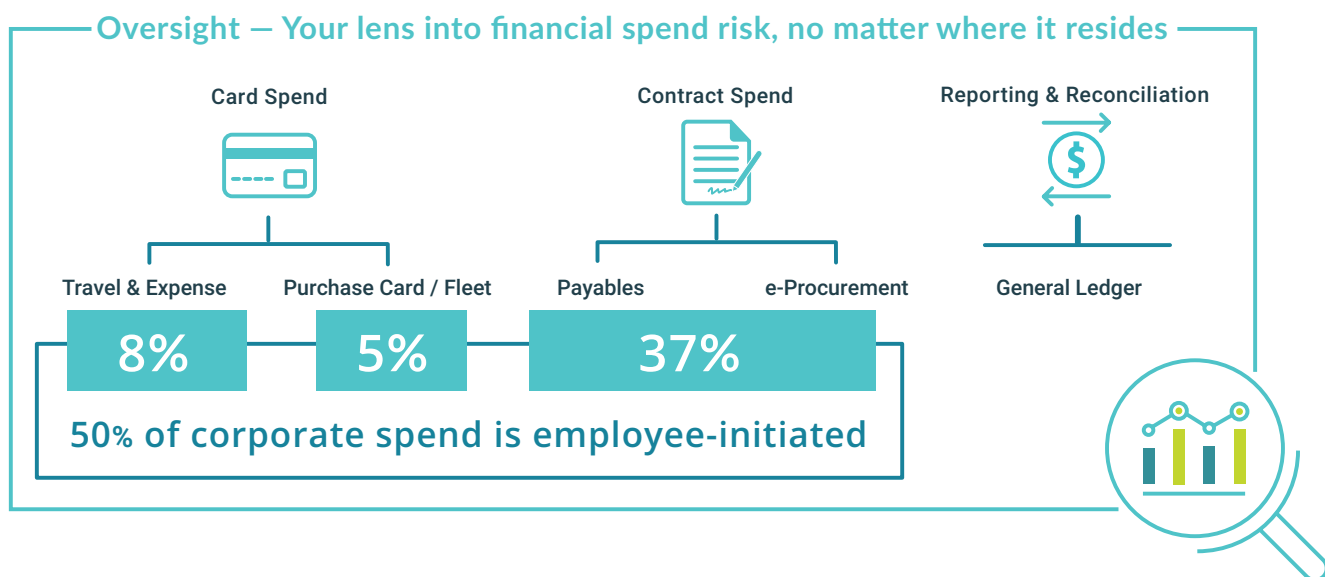 Oversight — Your lens into financial spend risk, no matter where it resides
Card Spend
Contract Spend
Reporting & Reconciliation
$
Travel & Expense
Purchase Card / Fleet
Payables
e-Procurement
General Ledger
8%
5%
37%
50% of corporate spend is employee-initiated